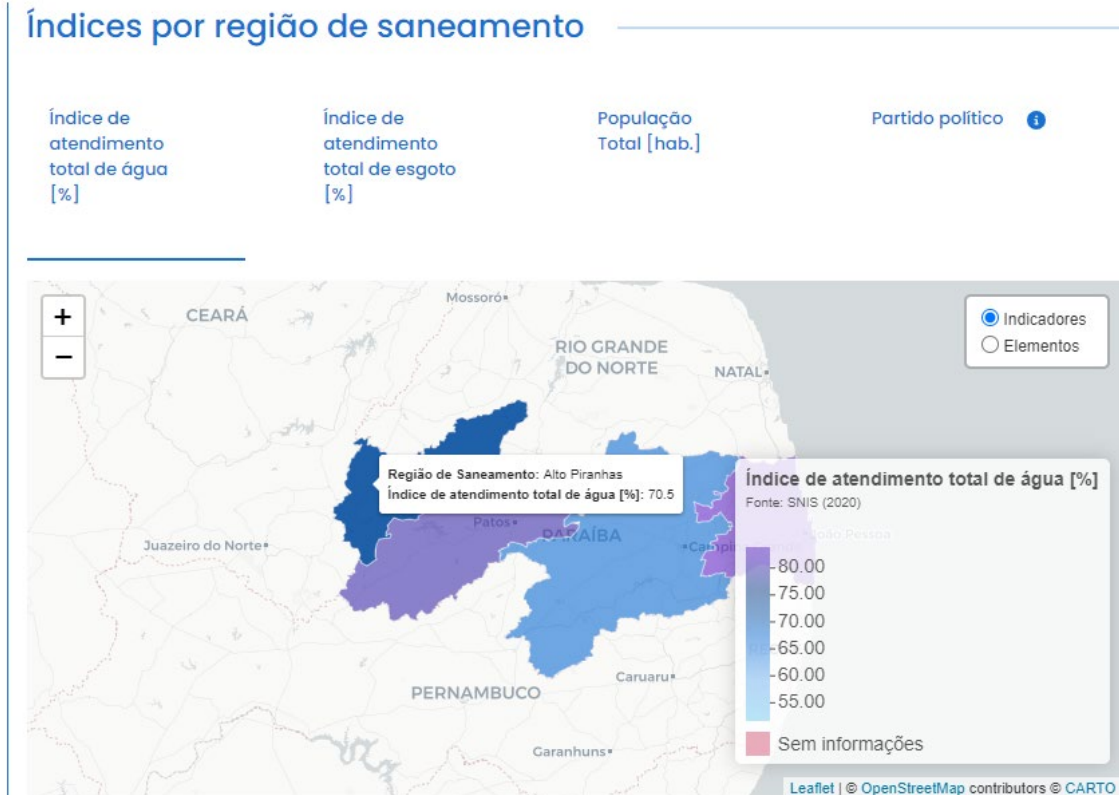 Índices por região de saneamento
Índice de
atendimento
total de água
[%]
Índice de
atendimento
total de esgoto
[%]
População
Total [hab.]
Partido político
+
−
CEARÁ
Mossoró
RIO GRANDE
DO NORTE
NATAL
Indicadores
Elementos
Região de Saneamento: Alto Piranhas
Índice de atendimento total de água [%]: 70.5
Patos
PARAÍBA
Juazeiro do Norte
João Pessoa
Índice de atendimento total de água [%]
Fonte: SNIS (2020)
80.00
75.00
70.00
65.00
60.00
55.00
Sem informações
PERNAMBUCO
Caruaru
Garanhuns
Leaflet | © OpenStreetMap contributors © CARTO